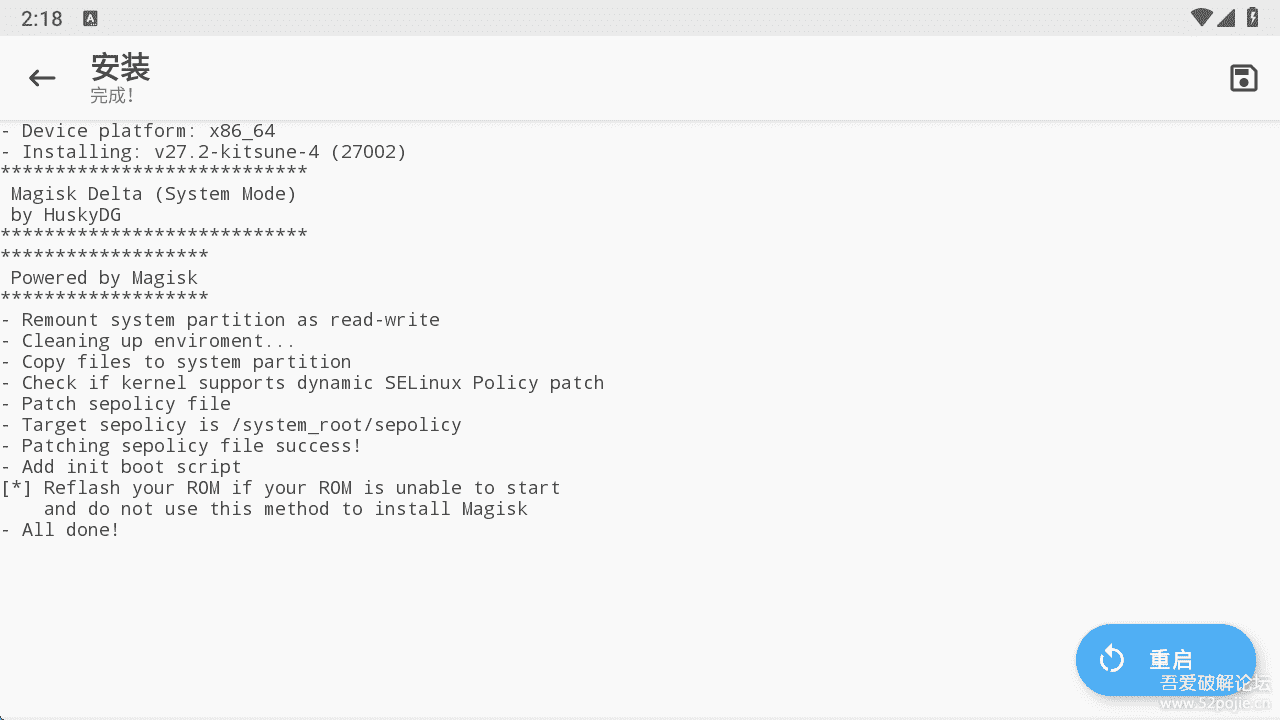 2:18
安装
完成!
- Device platform: x86_64
- Installing: v27.2-kitsune-4 (27002)
****************************
Magisk Delta (System Mode)
by HuskyDG
****************************
*******************
Powered by Magisk
*******************
- Remount system partition as read-write
- Cleaning up enviroment...
- Copy files to system partition
- Check if kernel supports dynamic SELinux Policy patch
- Patch sepolicy file
- Target sepolicy is /system_root/sepolicy
- Patching sepolicy file success!
- Add init boot script
[*] Reflash your ROM if your ROM is unable to start
and do not use this method to install Magisk
- All done!
重启
吾爱破解论坛
www.52pojie.cn